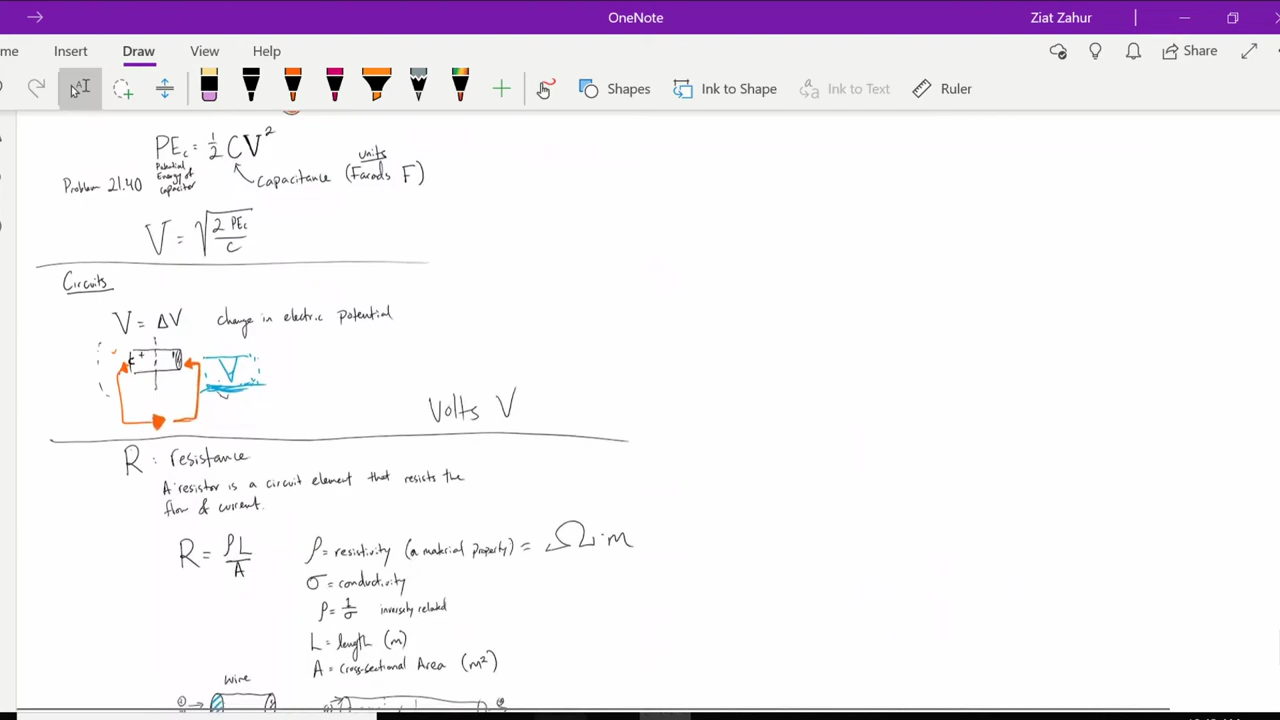 OneNote
Ziat Zahur
me Insert Draw View Help
Share
Shapes
Ink to Shape
Ink to Text
Ruler
PEc = 1/2 CV²
Potential Energy of Capaciter
Problem 21.40
units
Capacitance (Farads F)
V = √(2 PEc / C)
Circuits
V = ΔV change in electric potential
V
Volts V
R : resistance
A resistor is a circuit element that resists the
flow of current.
R = ρL / A
ρ = resistivity (a material property) = Ω·m
σ = conductivity
ρ = 1/σ inversely related
L = length (m)
A = cross-sectional Area (m²)
wire